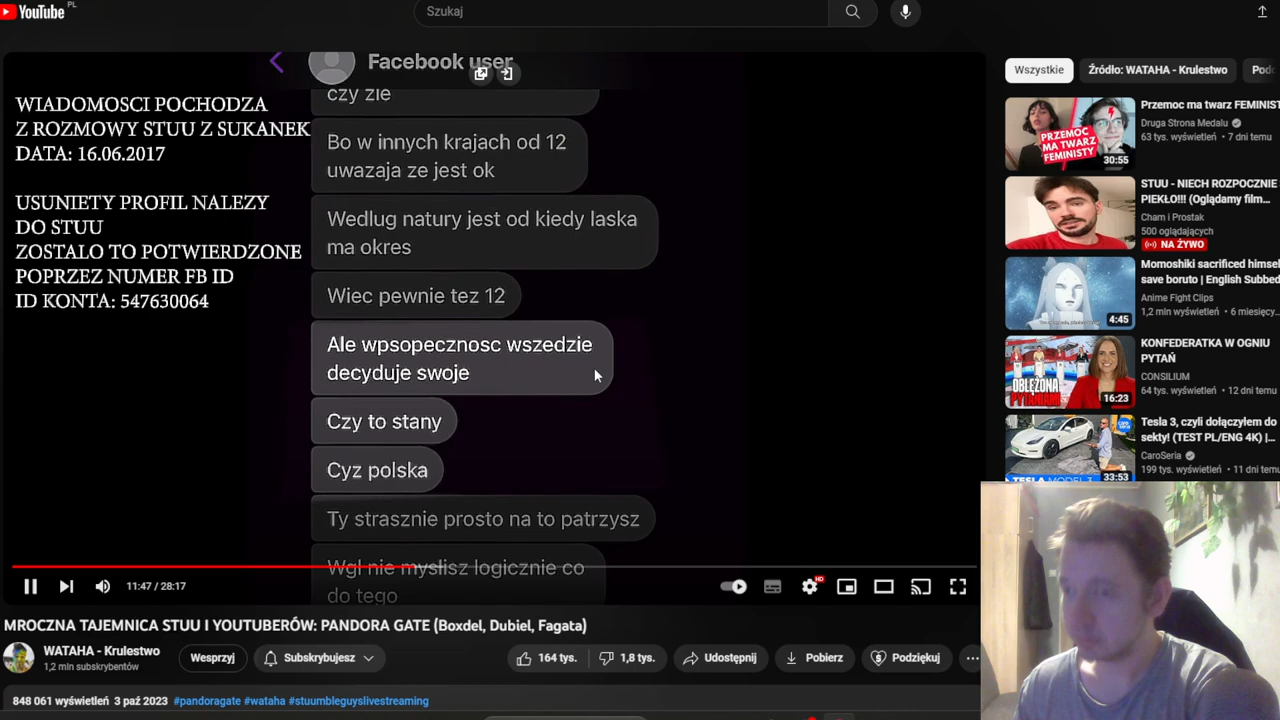 YouTube PL
Szukaj
Facebook user
czy zle
Bo w innych krajach od 12
uwazaja ze jest ok
Wedlug natury jest od kiedy laska
ma okres
Wiec pewnie tez 12
Ale wpsopecznosc wszedzie
decyduje swoje
Czy to stany
Cyz polska
Ty strasznie prosto na to patrzysz
Wgl nie myslisz logicznie co
do tego
WIADOMOSCI POCHODZA
Z ROZMOWY STUU Z SUKANEK
DATA: 16.06.2017
USUNIETY PROFIL NALEZY
DO STUU
ZOSTALO TO POTWIERDZONE
POPRZEZ NUMER FB ID
ID KONTA: 547630064
11:47 / 28:17
HD
MROCZNA TAJEMNICA STUU I YOUTUBERÓW: PANDORA GATE (Boxdel, Dubiel, Fagata)
WATAHA - Krulestwo
1,2 mln subskrybentów
Wesprzyj
Subskrybujesz
164 tys.
1,8 tys.
Udostępnij
Pobierz
Podziękuj
848 061 wyświetleń 3 paź 2023 #pandoragate #wataha #stuumbleguyslivestreaming
Wszystkie
Źródło: WATAHA - Krulestwo
Pod
PRZEMOC
MA TWARZ
FEMINISTY
30:55
Przemoc ma twarz FEMINIST
Druga Strona Medalu
63 tys. wyświetleń • 7 dni temu
STUU - NIECH ROZPOCZNIE
PIEKŁO!!! (Oglądamy film...
Cham i Prostak
500 oglądających
NA ŻYWO
4:45
Momoshiki sacrificed himsel
save boruto | English Subbed
Anime Fight Clips
1,2 mln wyświetleń • 6 miesięcy...
OBLĘŻONA
PYTANIAMI
16:23
KONFEDERATKA W OGNIU
PYTAŃ
CONSILIUM
64 tys. wyświetleń • 12 dni temu
TESLA MODEL 3
33:53
Tesla 3, czyli dołączyłem do
sekty! (TEST PL/ENG 4K) |...
CaroSeria
199 tys. wyświetleń • 11 dni temu